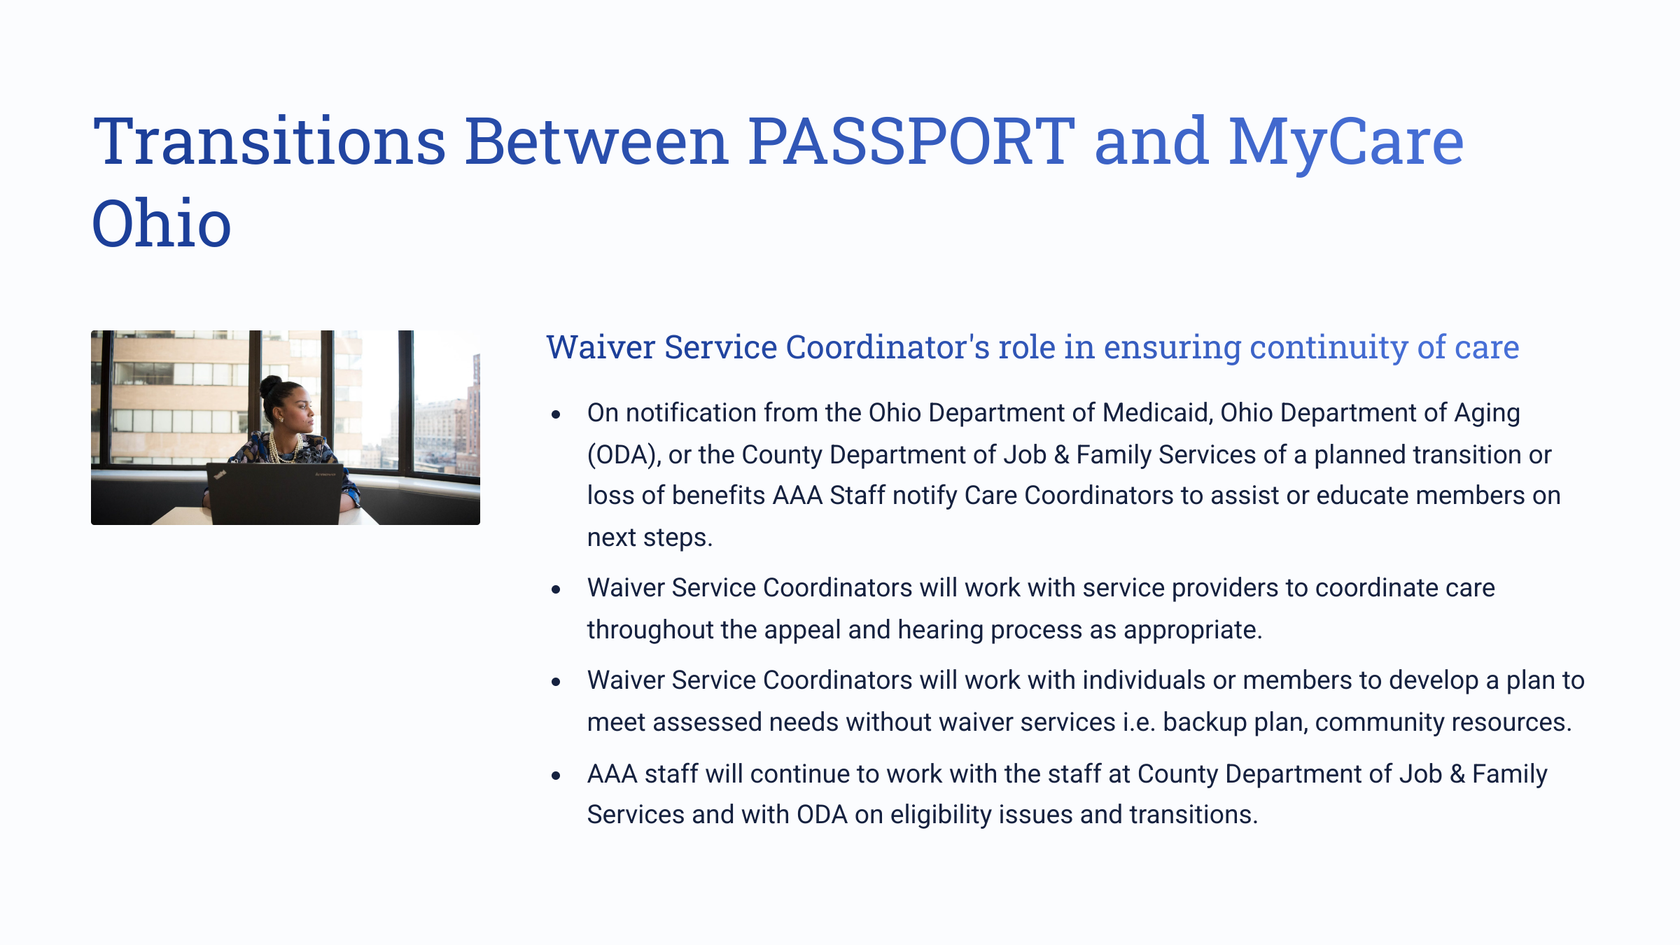 Transitions Between PASSPORT and MyCare
Ohio
Waiver Service Coordinator's role in ensuring continuity of care
• On notification from the Ohio Department of Medicaid, Ohio Department of Aging
(ODA), or the County Department of Job & Family Services of a planned transition or
loss of benefits AAA Staff notify Care Coordinators to assist or educate members on
next steps.
• Waiver Service Coordinators will work with service providers to coordinate care
throughout the appeal and hearing process as appropriate.
• Waiver Service Coordinators will work with individuals or members to develop a plan to
meet assessed needs without waiver services i.e. backup plan, community resources.
• AAA staff will continue to work with the staff at County Department of Job & Family
Services and with ODA on eligibility issues and transitions.